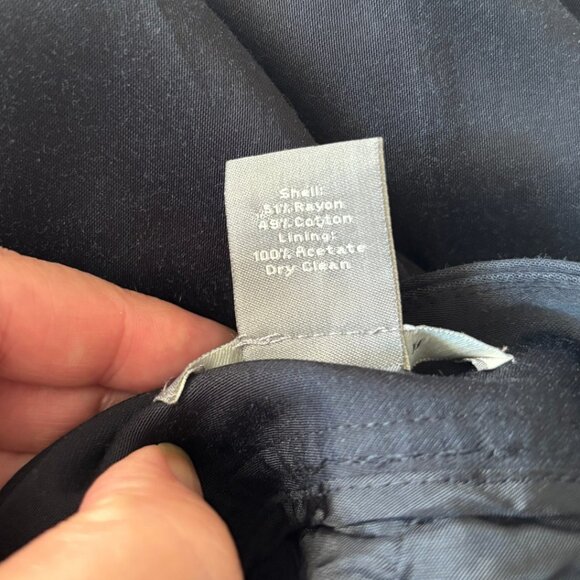 Shell:
51% Rayon
49% Cotton
Lining:
100% Acetate
Dry Clean